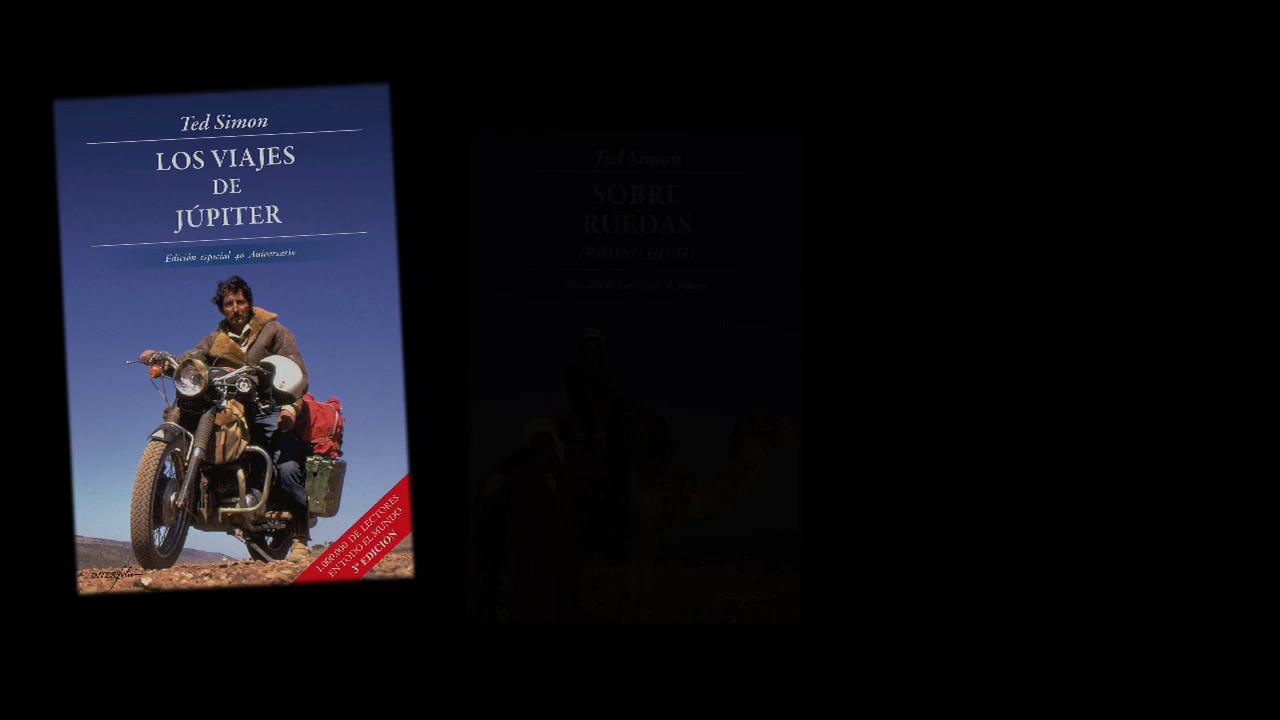 Ted Simon
LOS VIAJES
DE
JÚPITER
Edición especial 40 Aniversario
1.000.000 DE LECTORES
EN TODO EL MUNDO
3ª EDICIÓN
INTERFOLIO
Ted Simon
SOBRE
RUEDAS
(RIDING HIGH)